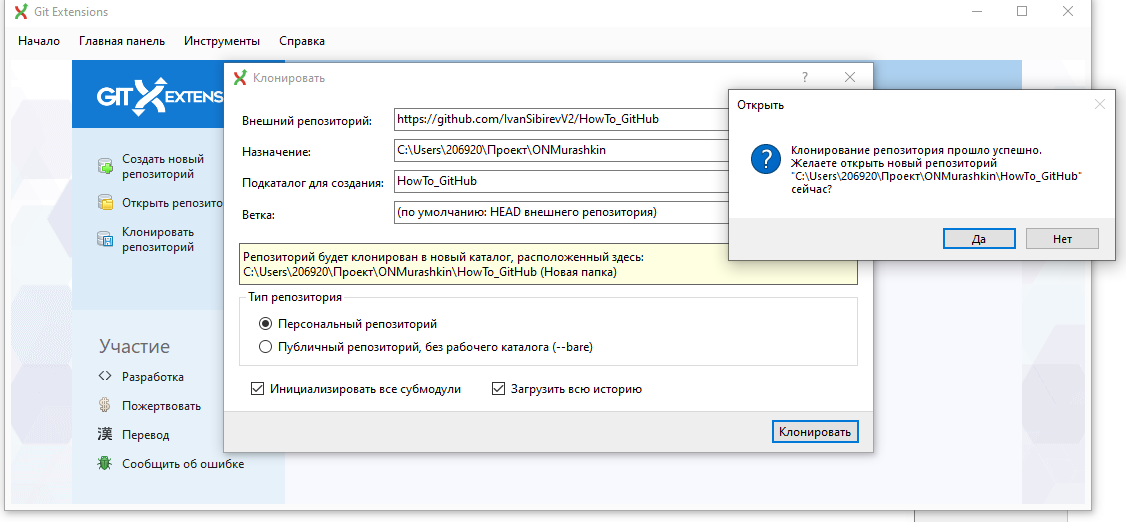 Git Extensions
Начало Главная панель Инструменты Справка
GIT EXTENS
Создать новый
репозиторий
Открыть репозито
Клонировать
репозиторий
Участие
Разработка
Пожертвовать
漢 Перевод
Сообщить об ошибке
Клонировать
?
Внешний репозиторий: https://github.com/IvanSibirevV2/HowTo_GitHub
Назначение: C:\Users\206920\Проект\ONMurashkin
Подкаталог для создания: HowTo_GitHub
Ветка: (по умолчанию: HEAD внешнего репозитория)
Репозиторий будет клонирован в новый каталог, расположенный здесь:
C:\Users\206920\Проект\ONMurashkin\HowTo_GitHub (Новая папка)
Тип репозитория
Персональный репозиторий
Публичный репозиторий, без рабочего каталога (--bare)
Инициализировать все субмодули Загрузить всю историю
Клонировать
Открыть
?
Клонирование репозитория прошло успешно.
Желаете открыть новый репозиторий
"C:\Users\206920\Проект\ONMurashkin\HowTo_GitHub"
сейчас?
Да Нет